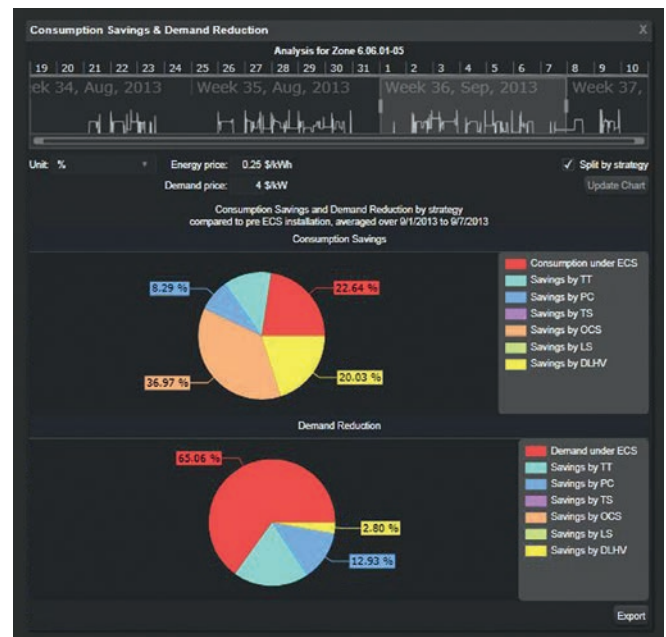 Consumption Savings & Demand Reduction X
Analysis for Zone 6.06.01-05
19 20 21 22 23 24 25 26 27 28 29 30 31 1 2 3 4 5 6 7 8 9 10
ek 34, Aug, 2013 Week 35, Aug, 2013 Week 36, Sep, 2013 Week 37,
Unit: % Energy price: 0.25 $/kWh Split by strategy
Demand price: 4 $/kW Update Chart
Consumption Savings and Demand Reduction by strategy
compared to pre ECS installation, averaged over 9/1/2013 to 9/7/2013
Consumption Savings
8.29 %
22.64 %
36.97 %
20.03 %
Consumption under ECS
Savings by TT
Savings by PC
Savings by TS
Savings by OCS
Savings by LS
Savings by DLHV
Demand Reduction
65.06 %
2.80 %
12.93 %
Demand under ECS
Savings by TT
Savings by PC
Savings by TS
Savings by OCS
Savings by LS
Savings by DLHV
Export